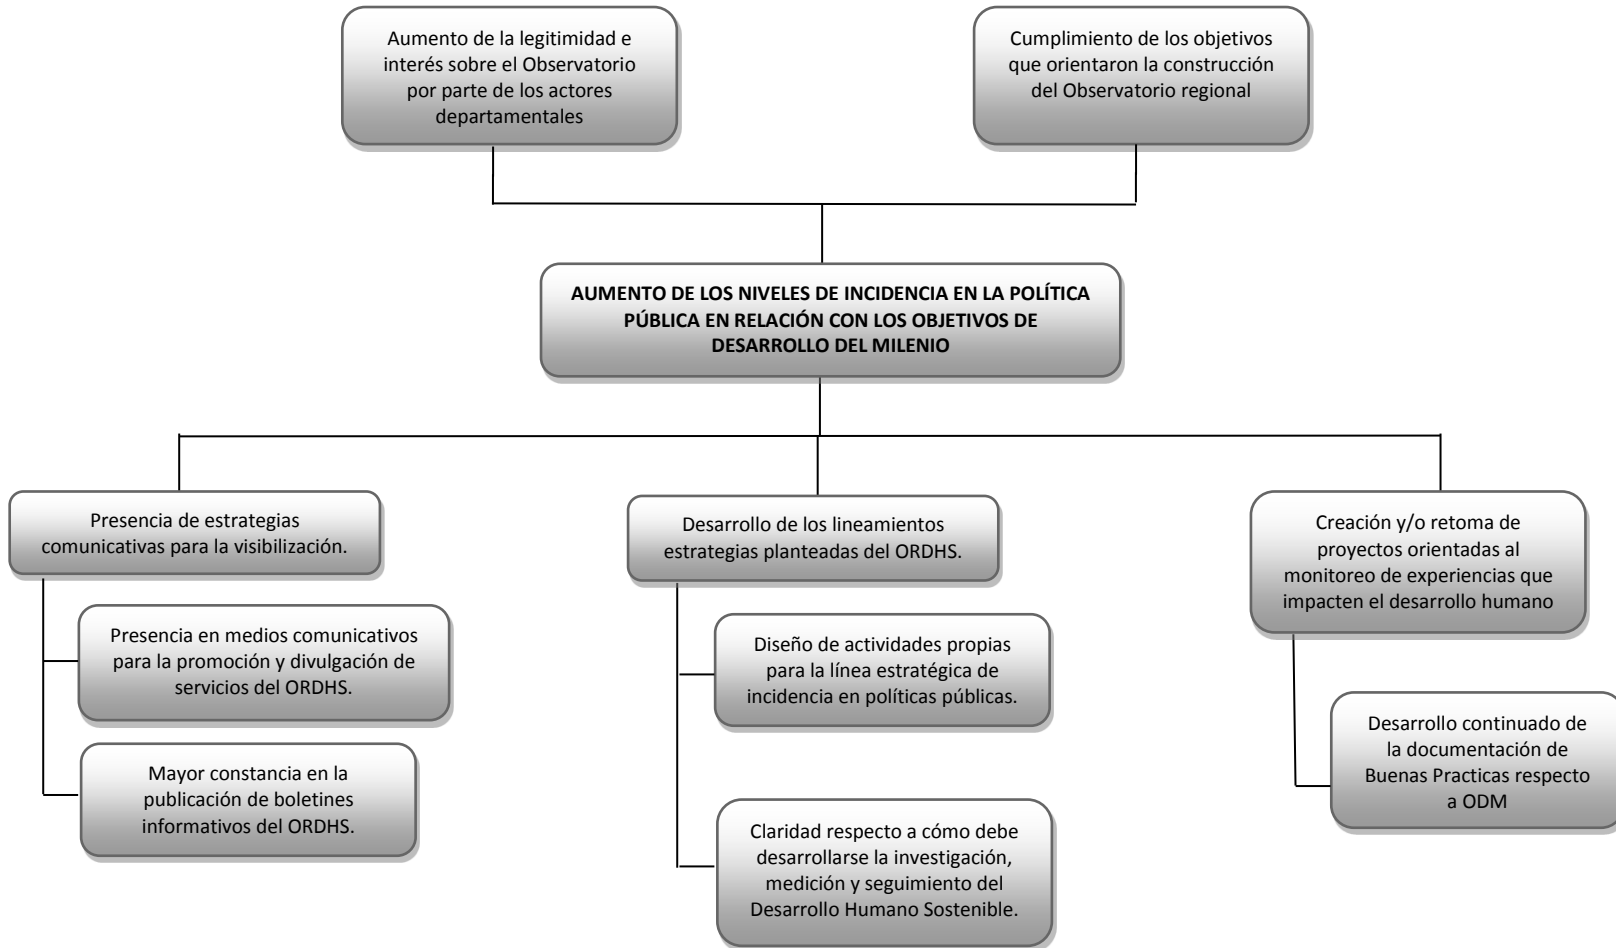 Aumento de la legitimidad e
interés sobre el Observatorio
por parte de los actores
departamentales
Cumplimiento de los objetivos
que orientaron la construcción
del Observatorio regional
AUMENTO DE LOS NIVELES DE INCIDENCIA EN LA POLÍTICA
PÚBLICA EN RELACIÓN CON LOS OBJETIVOS DE
DESARROLLO DEL MILENIO
Presencia de estrategias
comunicativas para la visibilización.
Presencia en medios comunicativos
para la promoción y divulgación de
servicios del ORDHS.
Mayor constancia en la
publicación de boletines
informativos del ORDHS.
Desarrollo de los lineamientos
estrategias planteadas del ORDHS.
Diseño de actividades propias
para la línea estratégica de
incidencia en políticas públicas.
Claridad respecto a cómo debe
desarrollarse la investigación,
medición y seguimiento del
Desarrollo Humano Sostenible.
Creación y/o retoma de
proyectos orientadas al
monitoreo de experiencias que
impacten el desarrollo humano
Desarrollo continuado de
la documentación de
Buenas Practicas respecto
a ODM